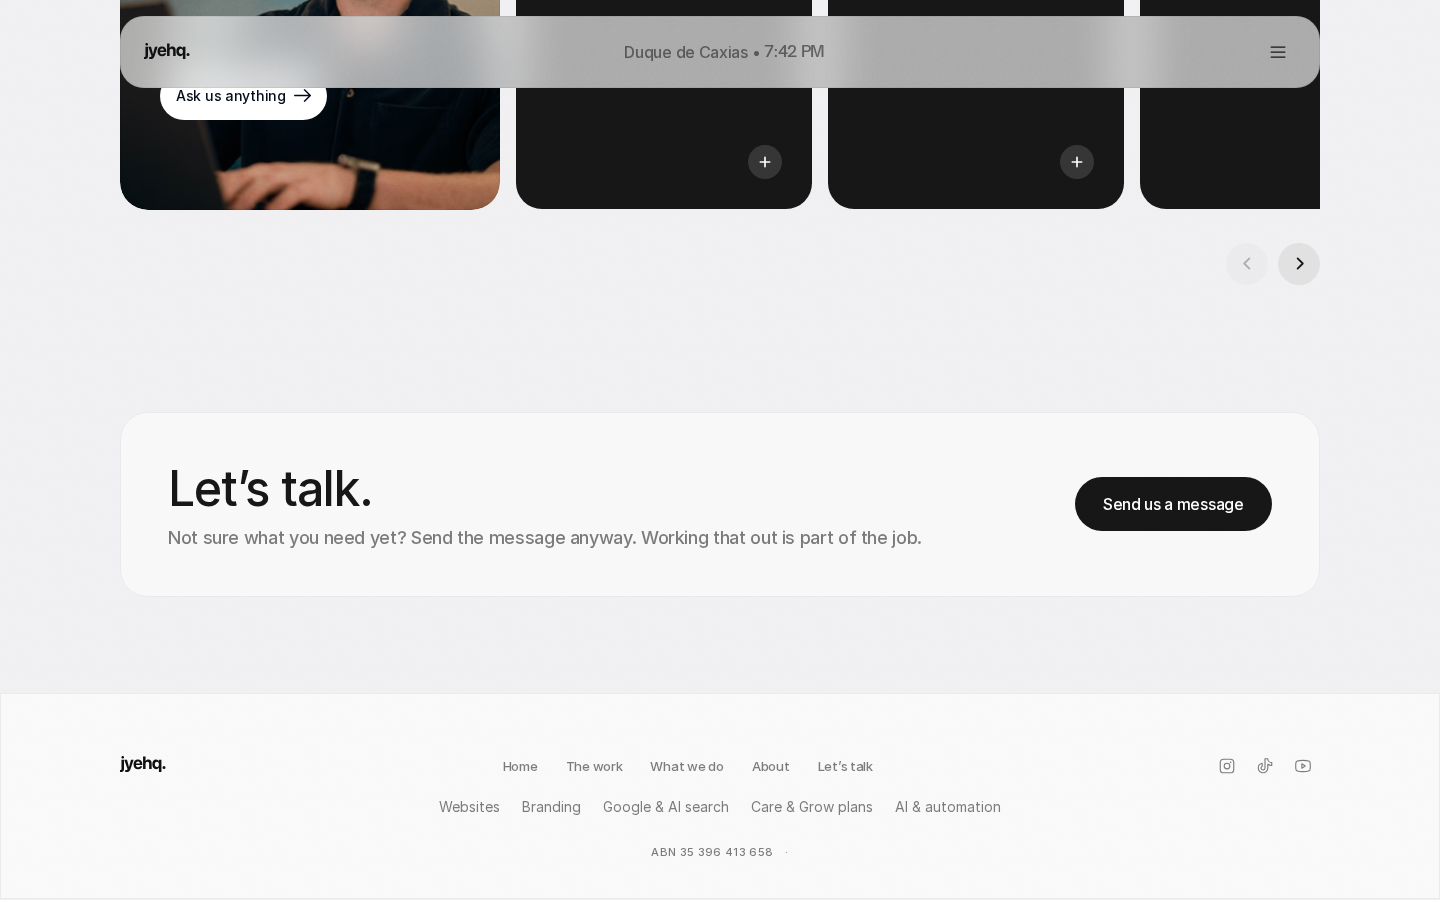 jyehq.
Duque de Caxias • 7:42 PM
Ask us anything
Let’s talk.
Not sure what you need yet? Send the message anyway. Working that out is part of the job.
Send us a message
jyehq.
Home The work What we do About Let’s talk
Websites Branding Google & AI search Care & Grow plans AI & automation
ABN 35 396 413 658 ·